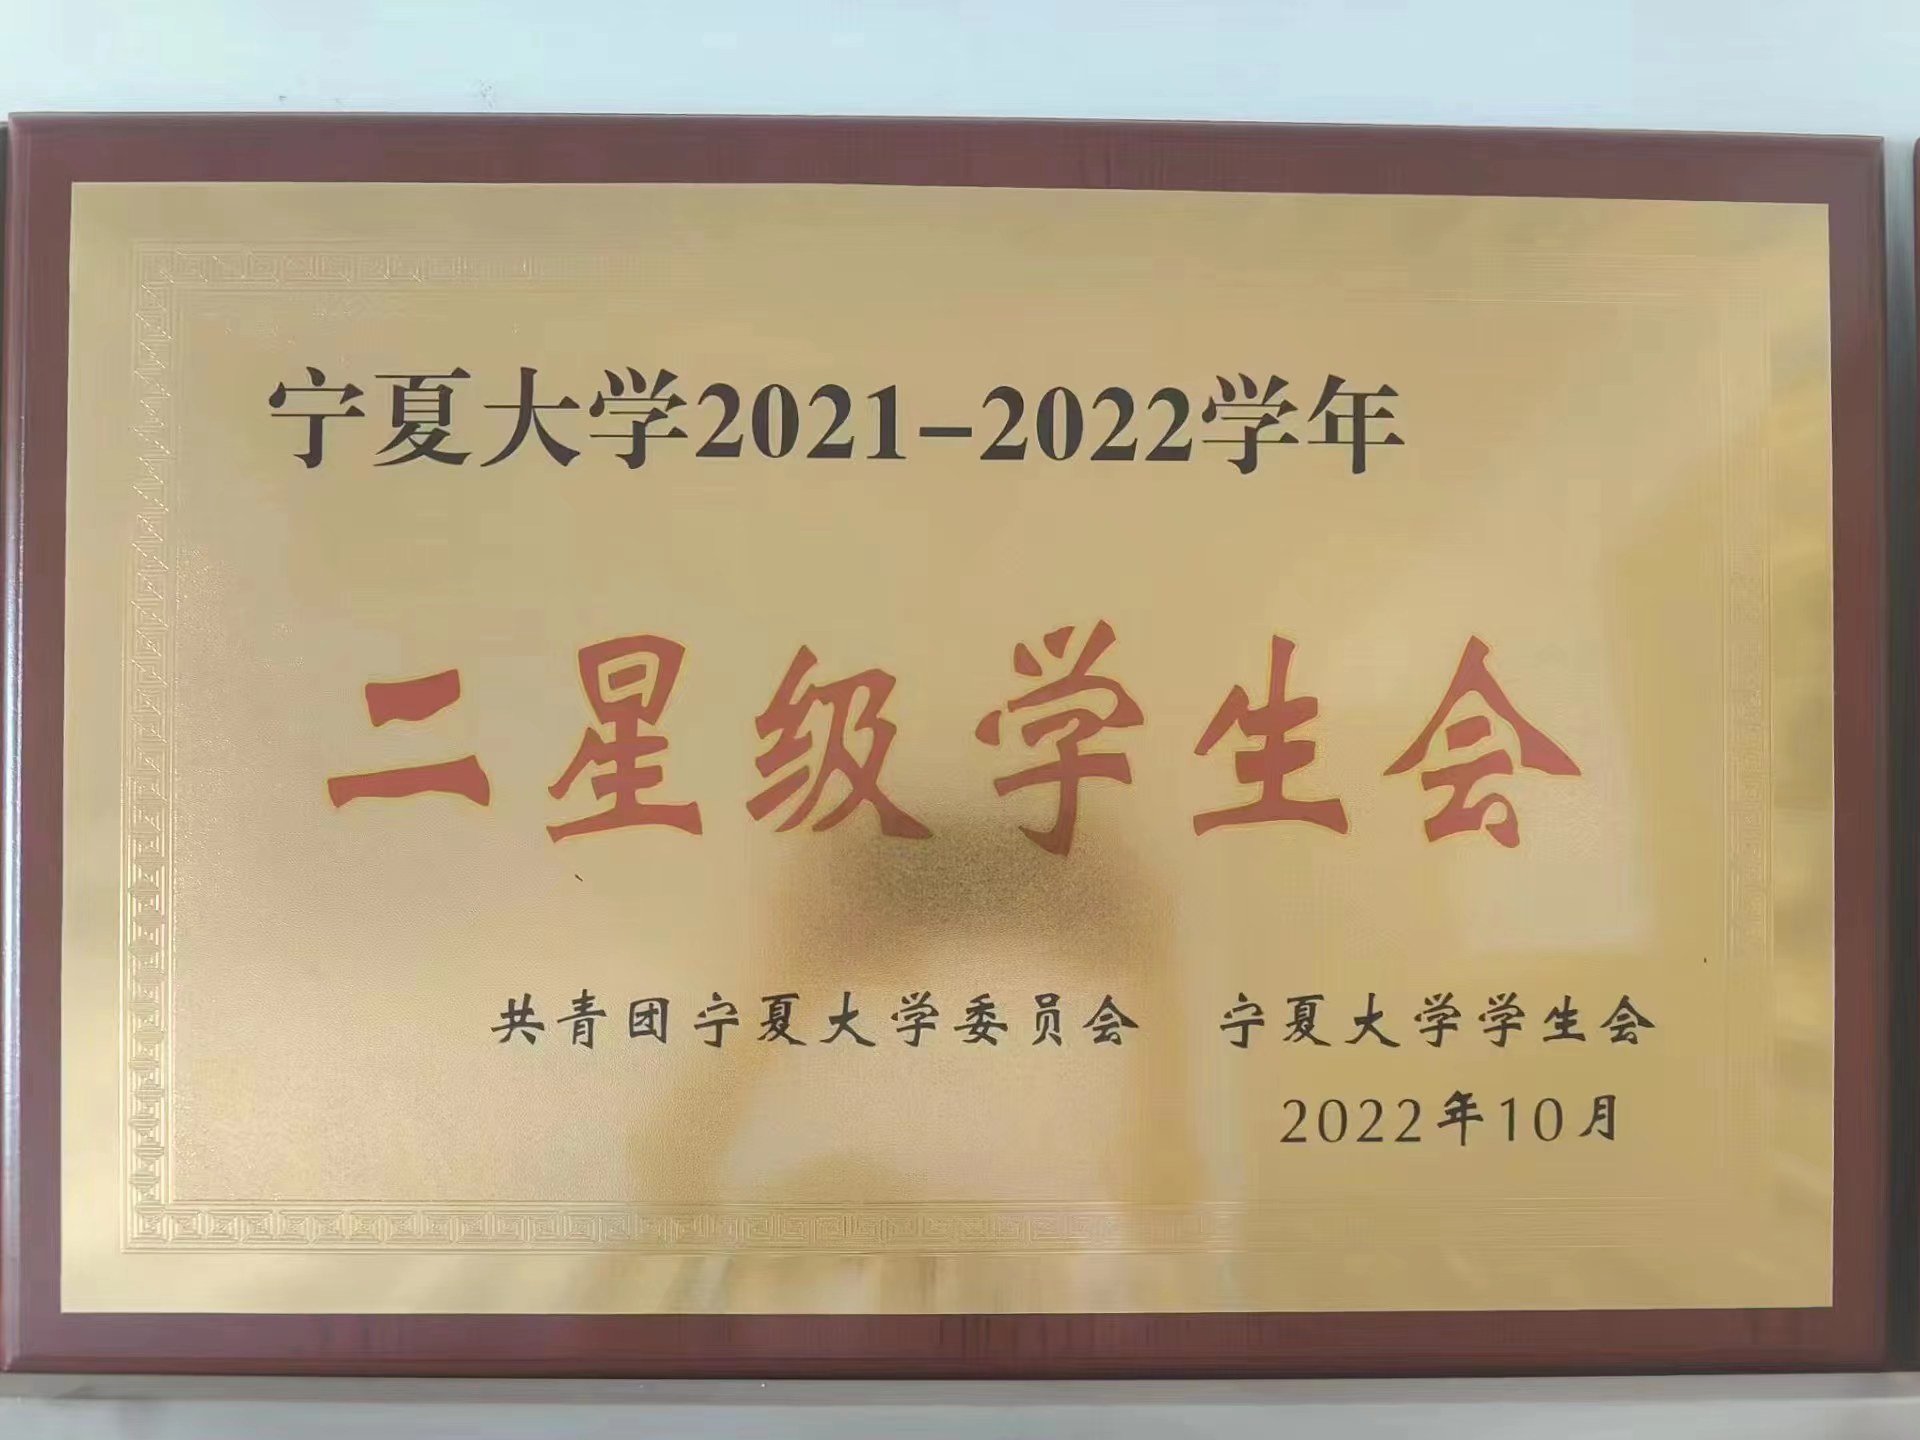 宁夏大学2021-2022学年
二星级学生会
共青团宁夏大学委员会 宁夏大学学生会
2022年10月